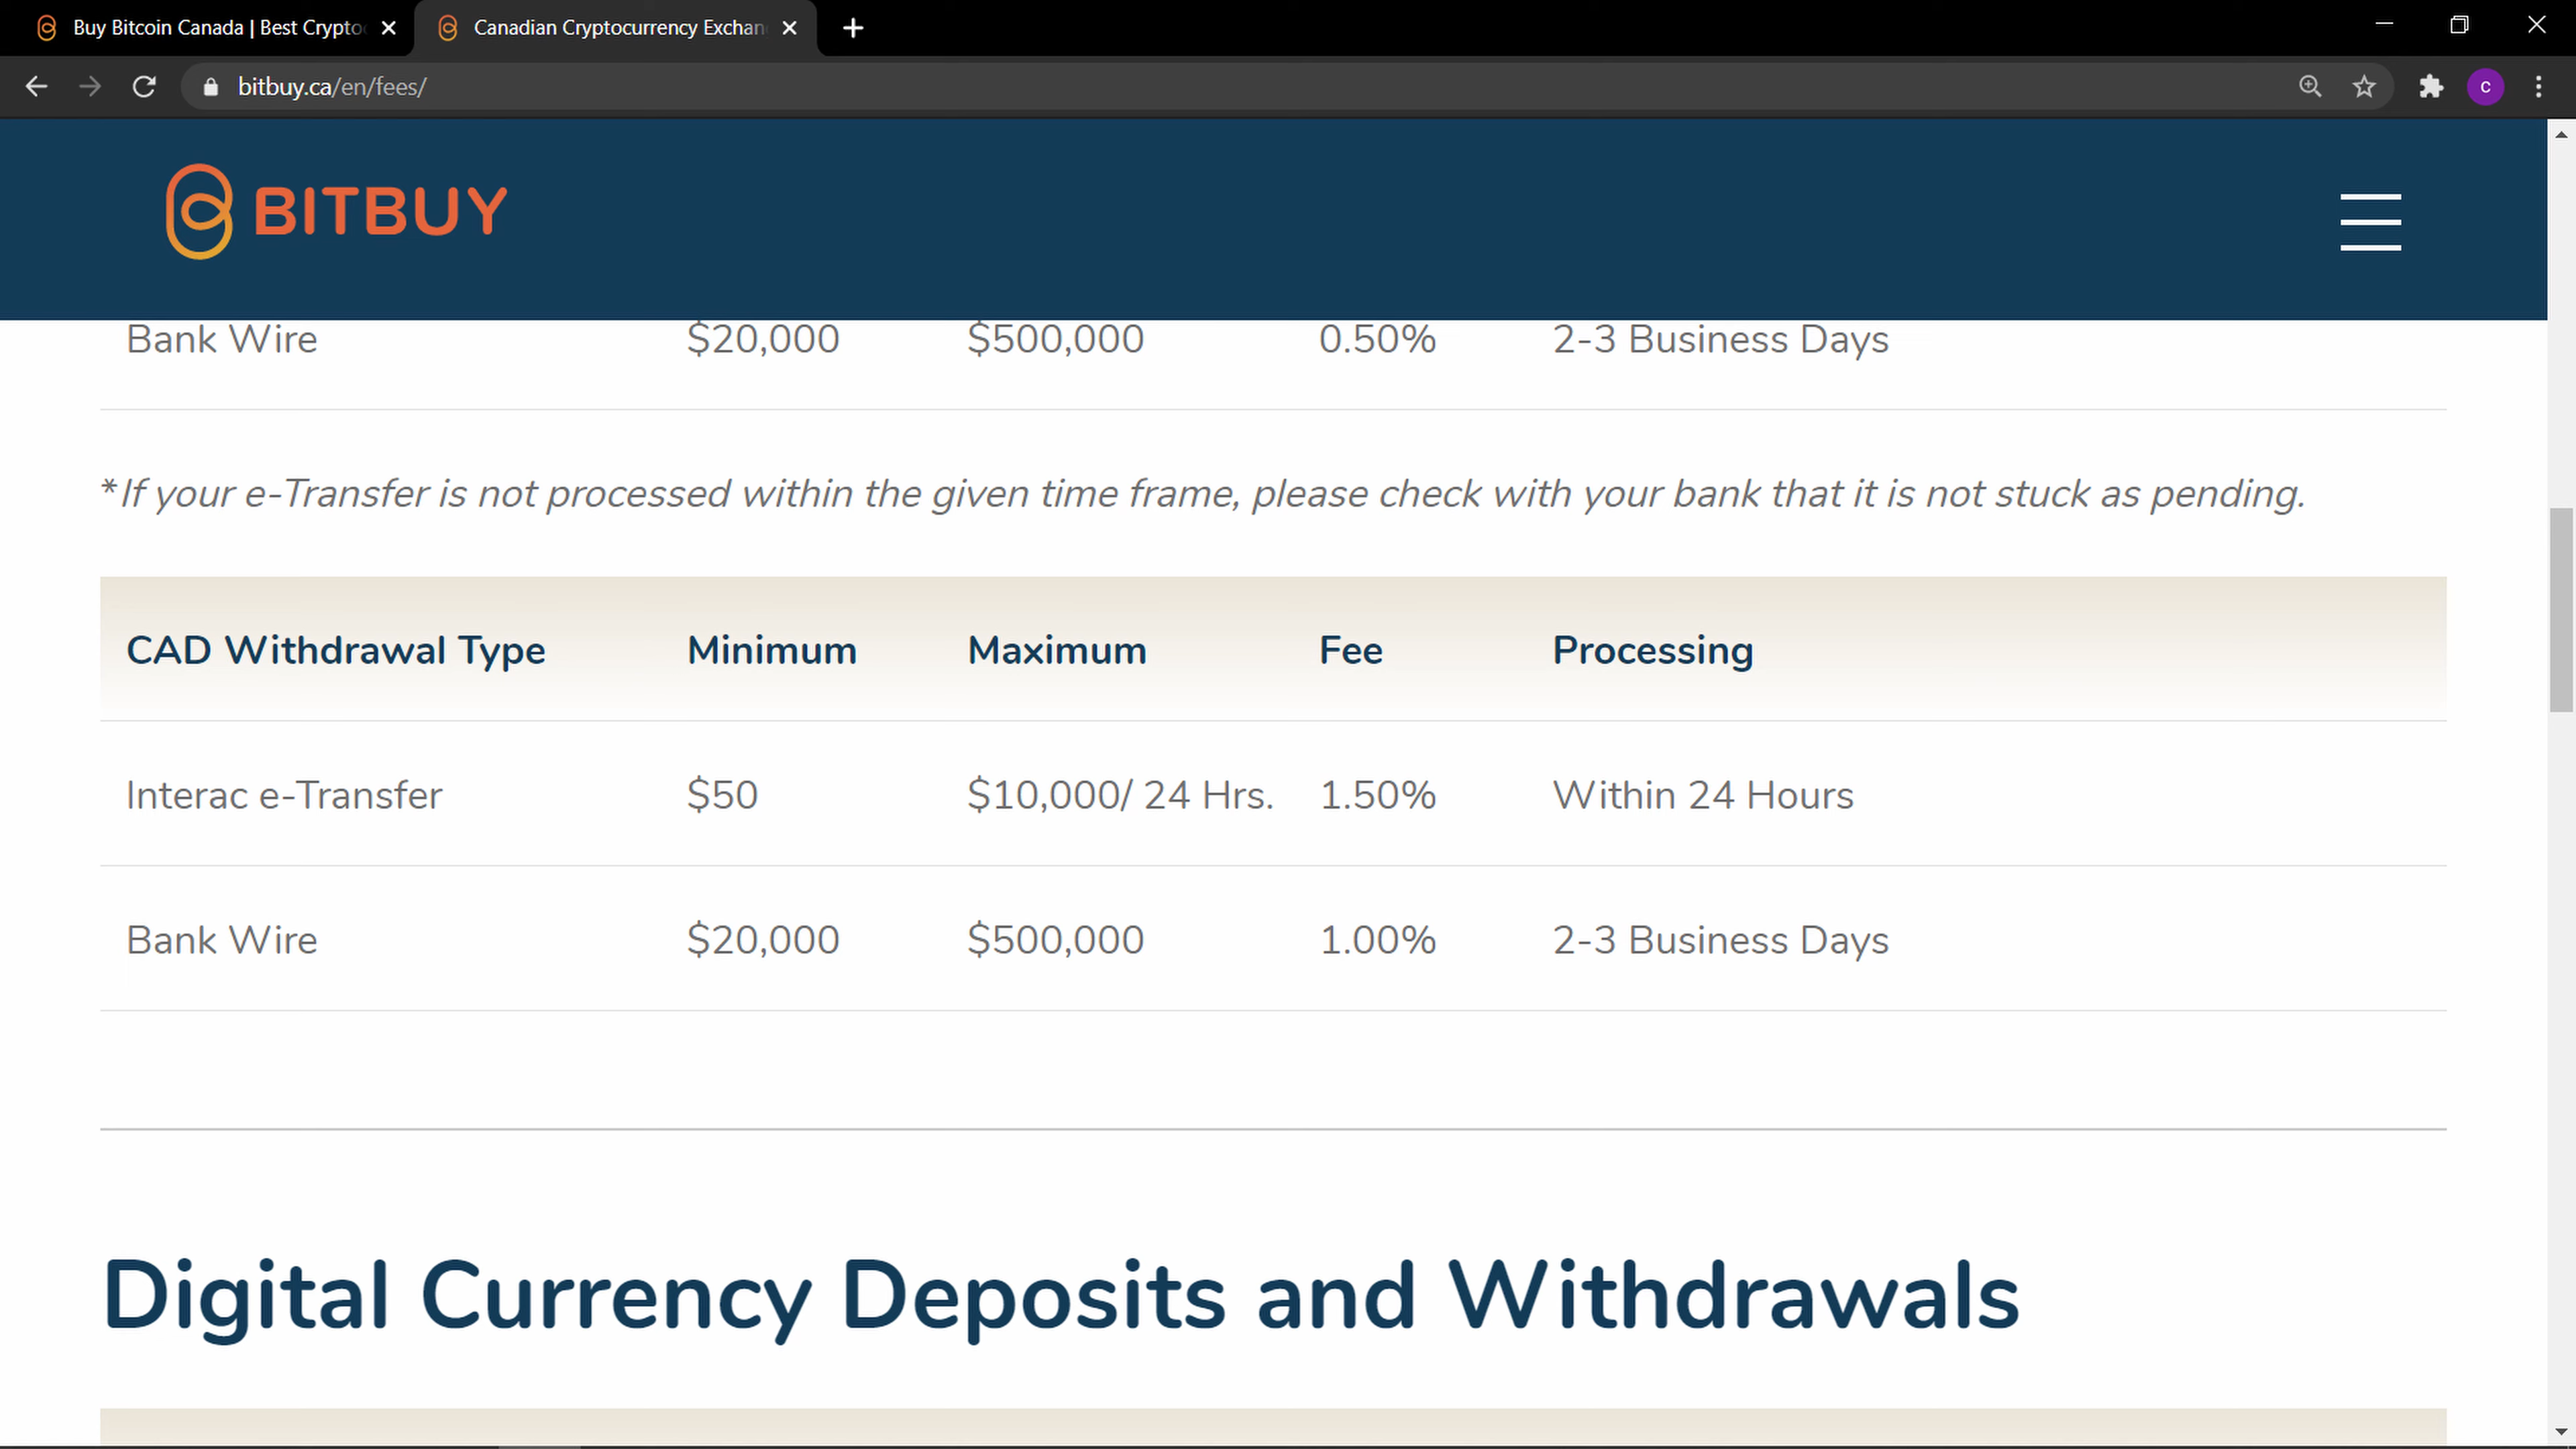 Buy Bitcoin Canada | Best Crypto
Canadian Cryptocurrency Exchan
bitbuy.ca/en/fees/
C
BITBUY
Bank Wire $20,000 $500,000 0.50% 2-3 Business Days
*If your e-Transfer is not processed within the given time frame, please check with your bank that it is not stuck as pending.
CAD Withdrawal Type Minimum Maximum Fee Processing
Interac e-Transfer $50 $10,000/ 24 Hrs. 1.50% Within 24 Hours
Bank Wire $20,000 $500,000 1.00% 2-3 Business Days
Digital Currency Deposits and Withdrawals